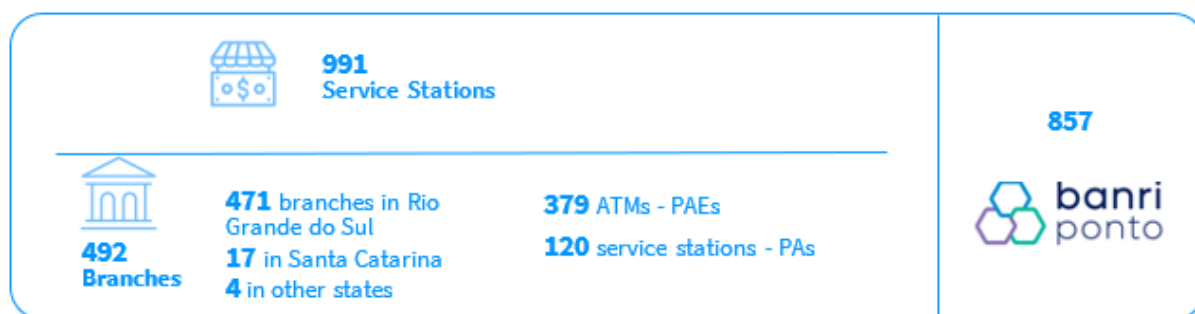 991
Service Stations
857
banri
ponto
492
Branches
471 branches in Rio
Grande do Sul
17 in Santa Catarina
4 in other states
379 ATMs - PAEs
120 service stations - PAs